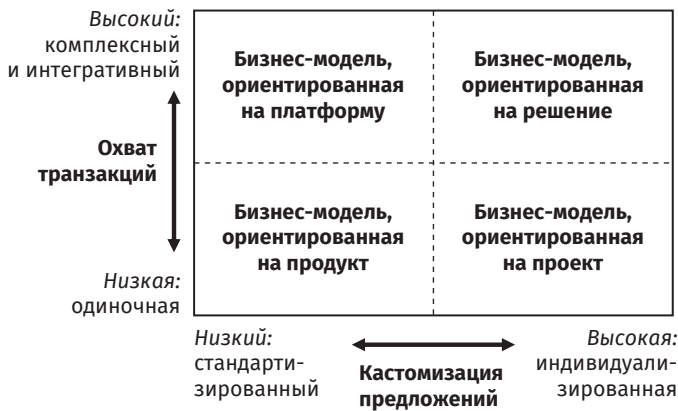 Высокий:
комплексный
и интегративный
Охват
транзакций
Низкая:
одиночная
Бизнес-модель,
ориентированная
на платформу
Бизнес-модель,
ориентированная
на решение
Бизнес-модель,
ориентированная
на продукт
Бизнес-модель,
ориентированная
на проект
Низкий:
стандарти-
зированный
Кастомизация
предложений
Высокая:
индивидуали-
зированная